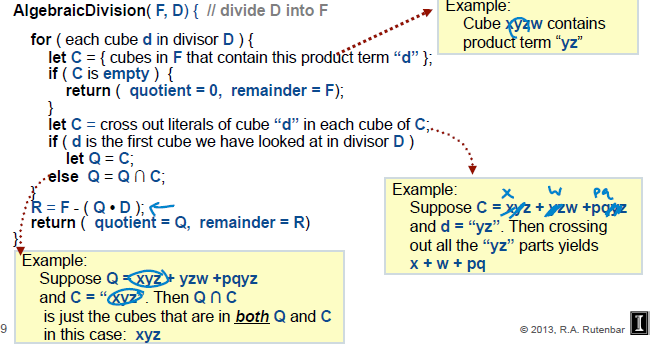 AlgebraicDivision( F, D) { // divide D into F
for ( each cube d in divisor D ) {
let C = { cubes in F that contain this product term “d” };
if ( C is empty ) {
return ( quotient = 0, remainder = F);
}
let C = cross out literals of cube “d” in each cube of C;
if ( d is the first cube we have looked at in divisor D )
let Q = C;
else Q = Q ∩ C;
}
R = F - ( Q • D );
return ( quotient = Q, remainder = R)
}
Example:
Cube xyzw contains
product term “yz”
Example:
x w pq
Suppose C = xyz + yzw +pqyz
and d = “yz”. Then crossing
out all the “yz” parts yields
x + w + pq
Example:
Suppose Q = xyz + yzw +pqyz
and C = “xyz”. Then Q ∩ C
is just the cubes that are in both Q and C
in this case: xyz
9
© 2013, R.A. Rutenbar
I